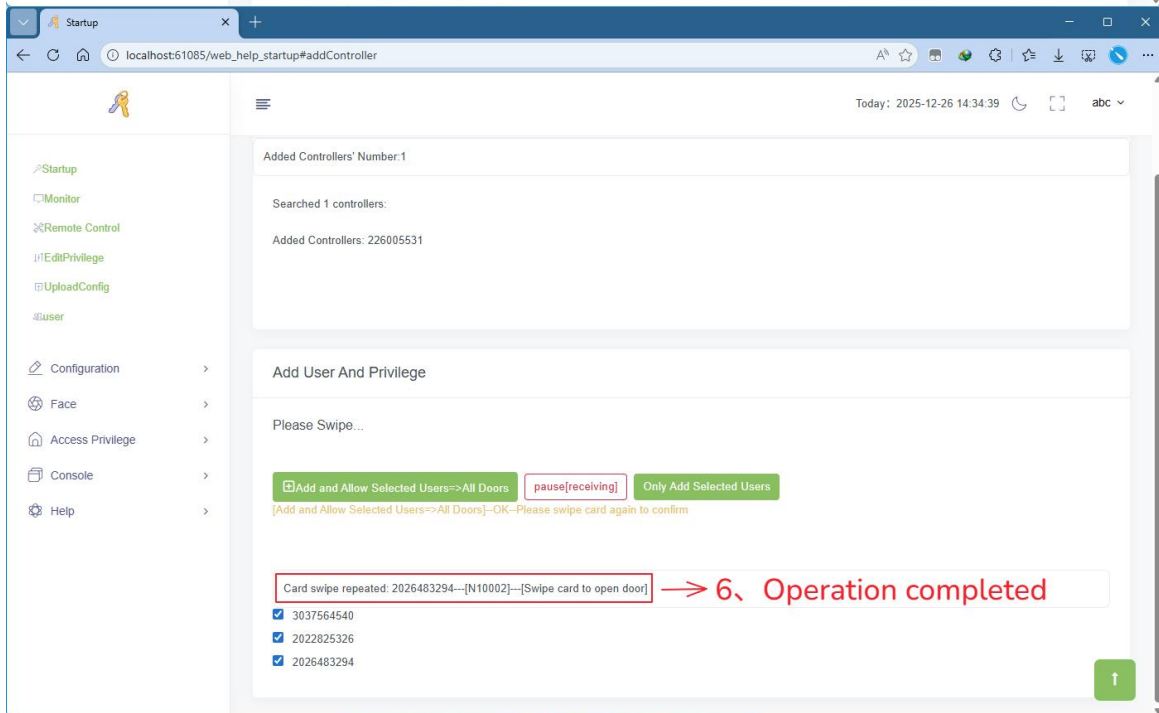 Startup
localhost:61085/web_help_startup#addController
Today: 2025-12-26 14:34:39
abc
Startup
Monitor
Remote Control
EditPrivilege
UploadConfig
user
Configuration
Face
Access Privilege
Console
Help
Added Controllers' Number:1
Searched 1 controllers:
Added Controllers: 226005531
Add User And Privilege
Please Swipe...
Add and Allow Selected Users=>All Doors
pause[receiving]
Only Add Selected Users
[Add and Allow Selected Users=>All Doors]--OK--Please swipe card again to confirm
Card swipe repeated: 2026483294---[N10002]---[Swipe card to open door]
6、Operation completed
3037564540
2022825326
2026483294